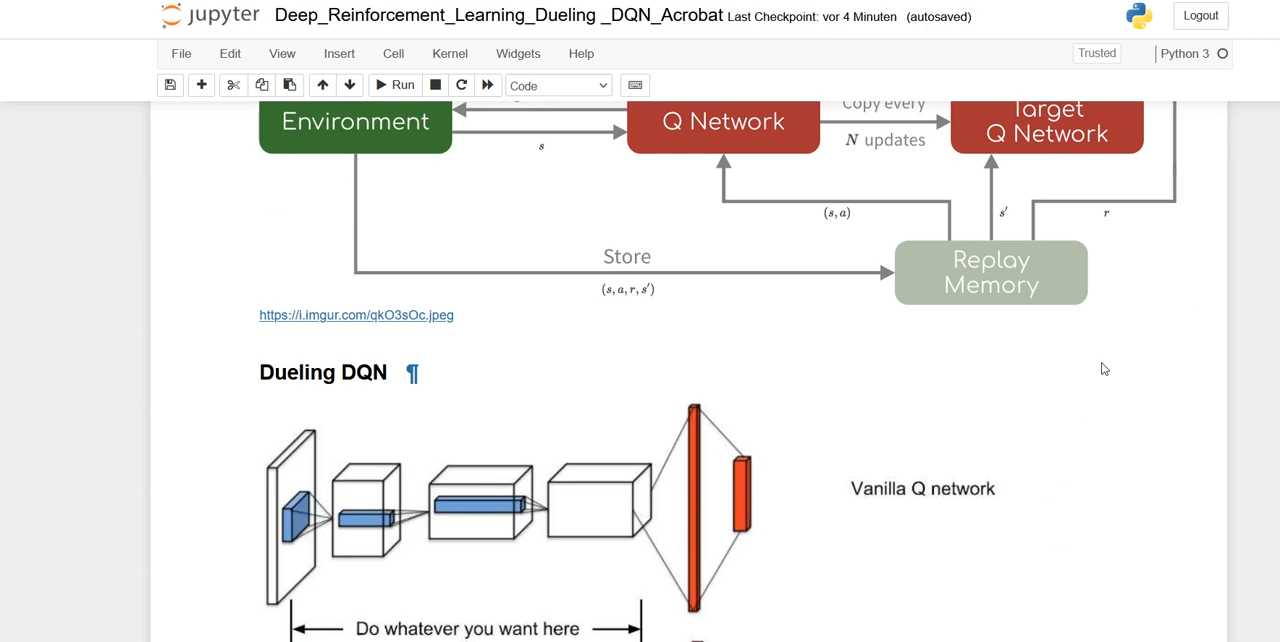 jupyter Deep_Reinforcement_Learning_Dueling _DQN_Acrobat Last Checkpoint: vor 4 Minuten (autosaved) Logout
File Edit View Insert Cell Kernel Widgets Help Trusted Python 3
Run Code
Environment Q Network Copy every Target
N updates Q Network
s
(s, a) s′ r
Store Replay
(s, a, r, s′) Memory
https://i.imgur.com/qkO3sOc.jpeg
Dueling DQN ¶
Vanilla Q network
Do whatever you want here